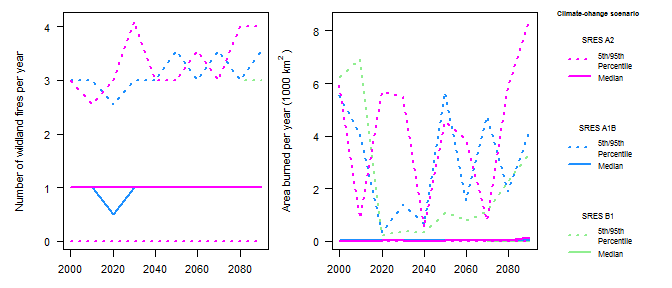 Number of wildland fires per year
4
3
2
1
0
2000 2020 2040 2060 2080
Area burned per year (1000 km²)
8
6
4
2
0
2000 2020 2040 2060 2080
Climate-change scenario
SRES A2
5th/95th
Percentile
Median
SRES A1B
5th/95th
Percentile
Median
SRES B1
5th/95th
Percentile
Median